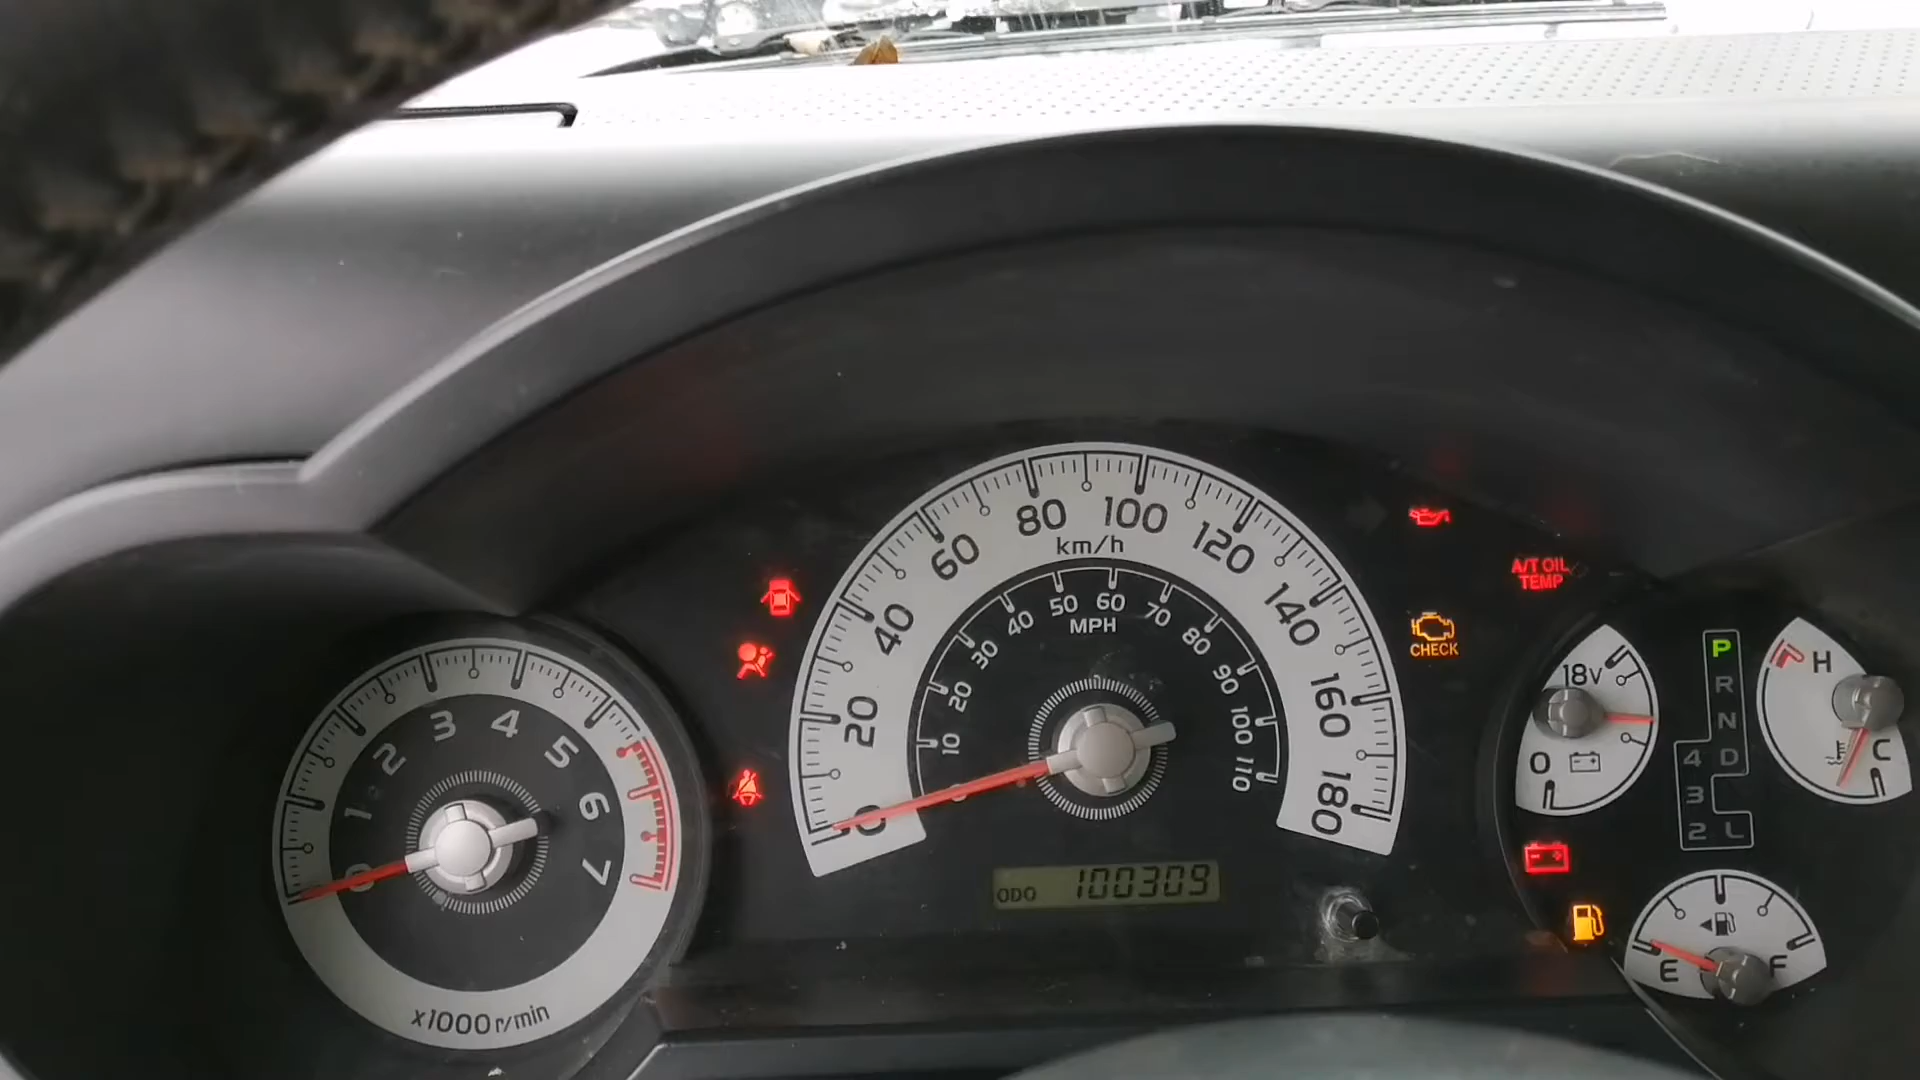 0 1 2 3 4 5 6 7
x1000 r/min
0 20 40 60 80 100 120 140 160 180
km/h
10 20 30 40 50 60 70 80 90 100 110
MPH
ODO 100309
A/T OIL
TEMP
CHECK
18V
0
P
R
N
4 D
3
2 L
H
C
E F